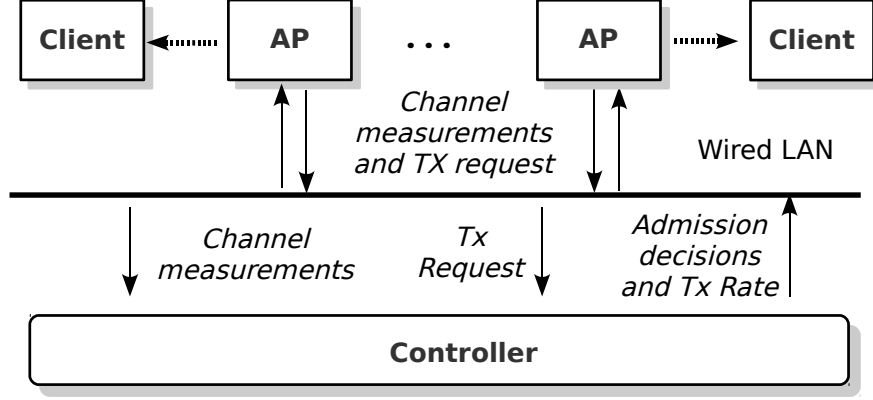 Client
AP
...
AP
Client
Channel
measurements
and TX request
Wired LAN
Channel
measurements
Tx
Request
Admission
decisions
and Tx Rate
Controller